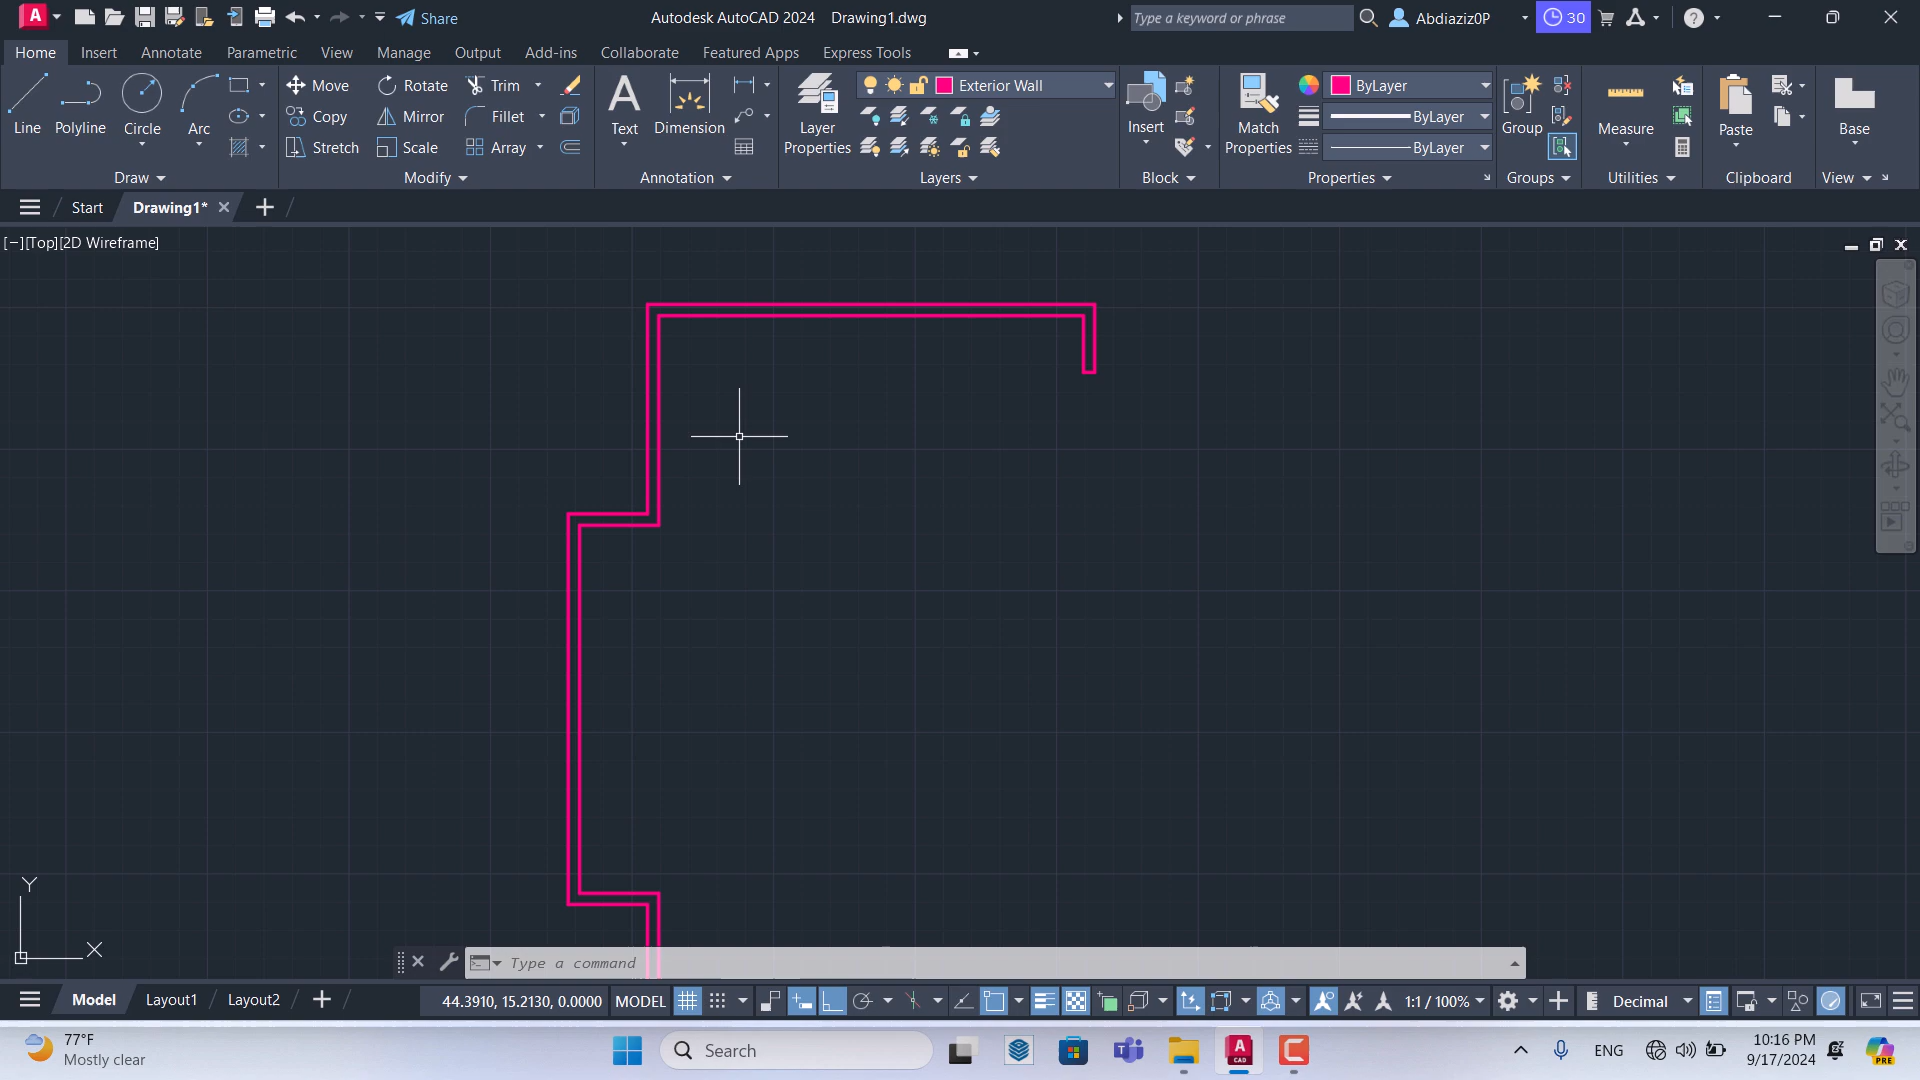 A
Share
Autodesk AutoCAD 2024 Drawing1.dwg
Type a keyword or phrase
Abdiaziz0P
30
?
Home Insert Annotate Parametric View Manage Output Add-ins Collaborate Featured Apps Express Tools
Line
Polyline
Circle
Arc
Draw
Move Rotate Trim
Copy Mirror Fillet
Stretch Scale Array
Modify
Text
Dimension
Annotation
Layer
Properties
Exterior Wall
Layers
Insert
Block
Match
Properties
ByLayer
ByLayer
ByLayer
Properties
Group
Groups
Measure
Utilities
Paste
Clipboard
Base
View
Start Drawing1*
[−][Top][2D Wireframe]
Y
X
Type a command
Model Layout1 Layout2
44.3910, 15.2130, 0.0000 MODEL
1:1 / 100%
Decimal
77°F
Mostly clear
Search
A
CAD
ENG
10:16 PM
9/17/2024
PRE